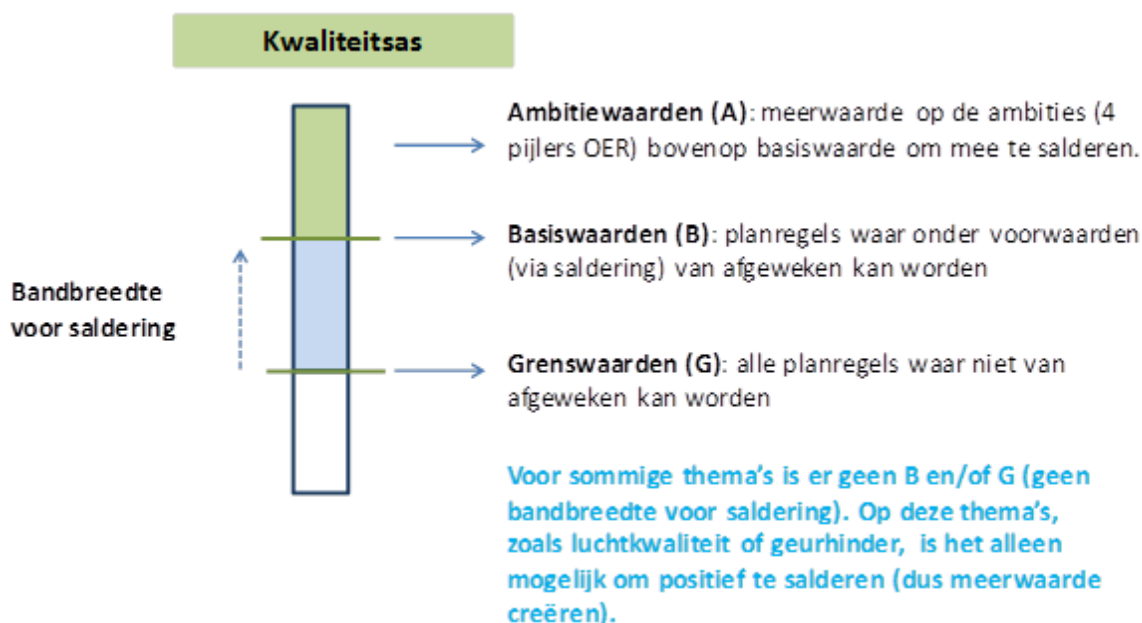 Kwaliteitsas
Ambitiewaarden (A): meerwaarde op de ambities (4
pijlers OER) bovenop basiswaarde om mee te salderen.
Basiswaarden (B): planregels waar onder voorwaarden
(via saldering) van afgeweken kan worden
Bandbreedte
voor saldering
Grenswaarden (G): alle planregels waar niet van
afgeweken kan worden
Voor sommige thema's is er geen B en/of G (geen
bandbreedte voor saldering). Op deze thema's,
zoals luchtkwaliteit of geurhinder, is het alleen
mogelijk om positief te salderen (dus meerwaarde
creëren).